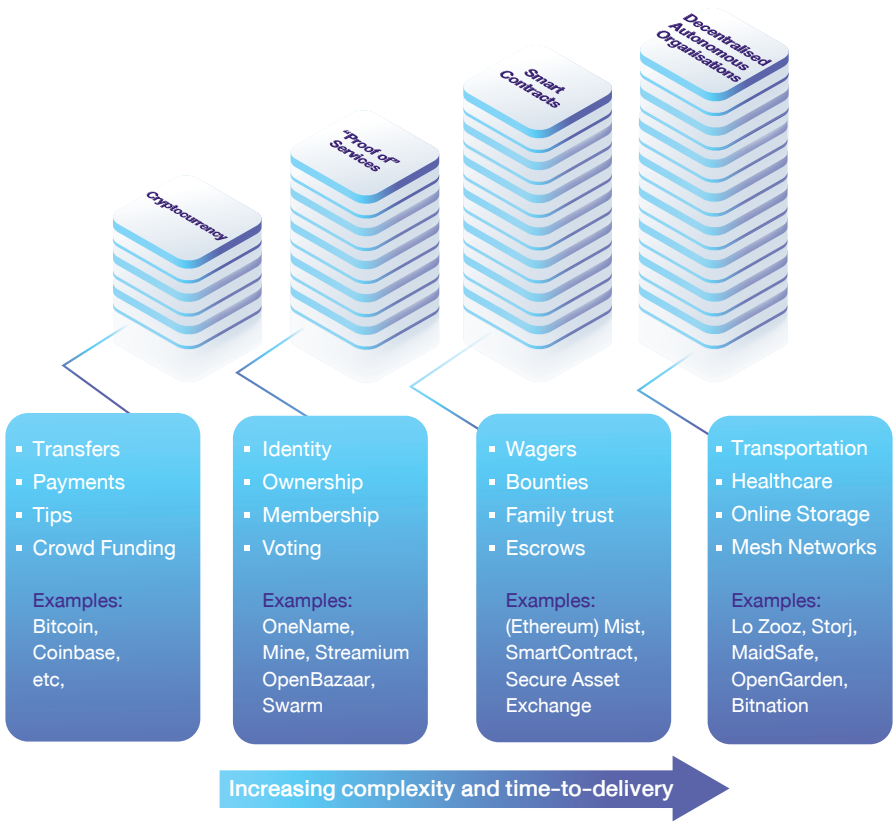 Cryptocurrency
“Proof of”
Services
Smart
Contracts
Decentralised
Autonomous
Organisations
Transfers
Payments
Tips
Crowd Funding
Examples:
Bitcoin,
Coinbase,
etc,
Identity
Ownership
Membership
Voting
Examples:
OneName,
Mine, Streamium
OpenBazaar,
Swarm
Wagers
Bounties
Family trust
Escrows
Examples:
(Ethereum) Mist,
SmartContract,
Secure Asset
Exchange
Transportation
Healthcare
Online Storage
Mesh Networks
Examples:
Lo Zooz, Storj,
MaidSafe,
OpenGarden,
Bitnation
Increasing complexity and time-to-delivery